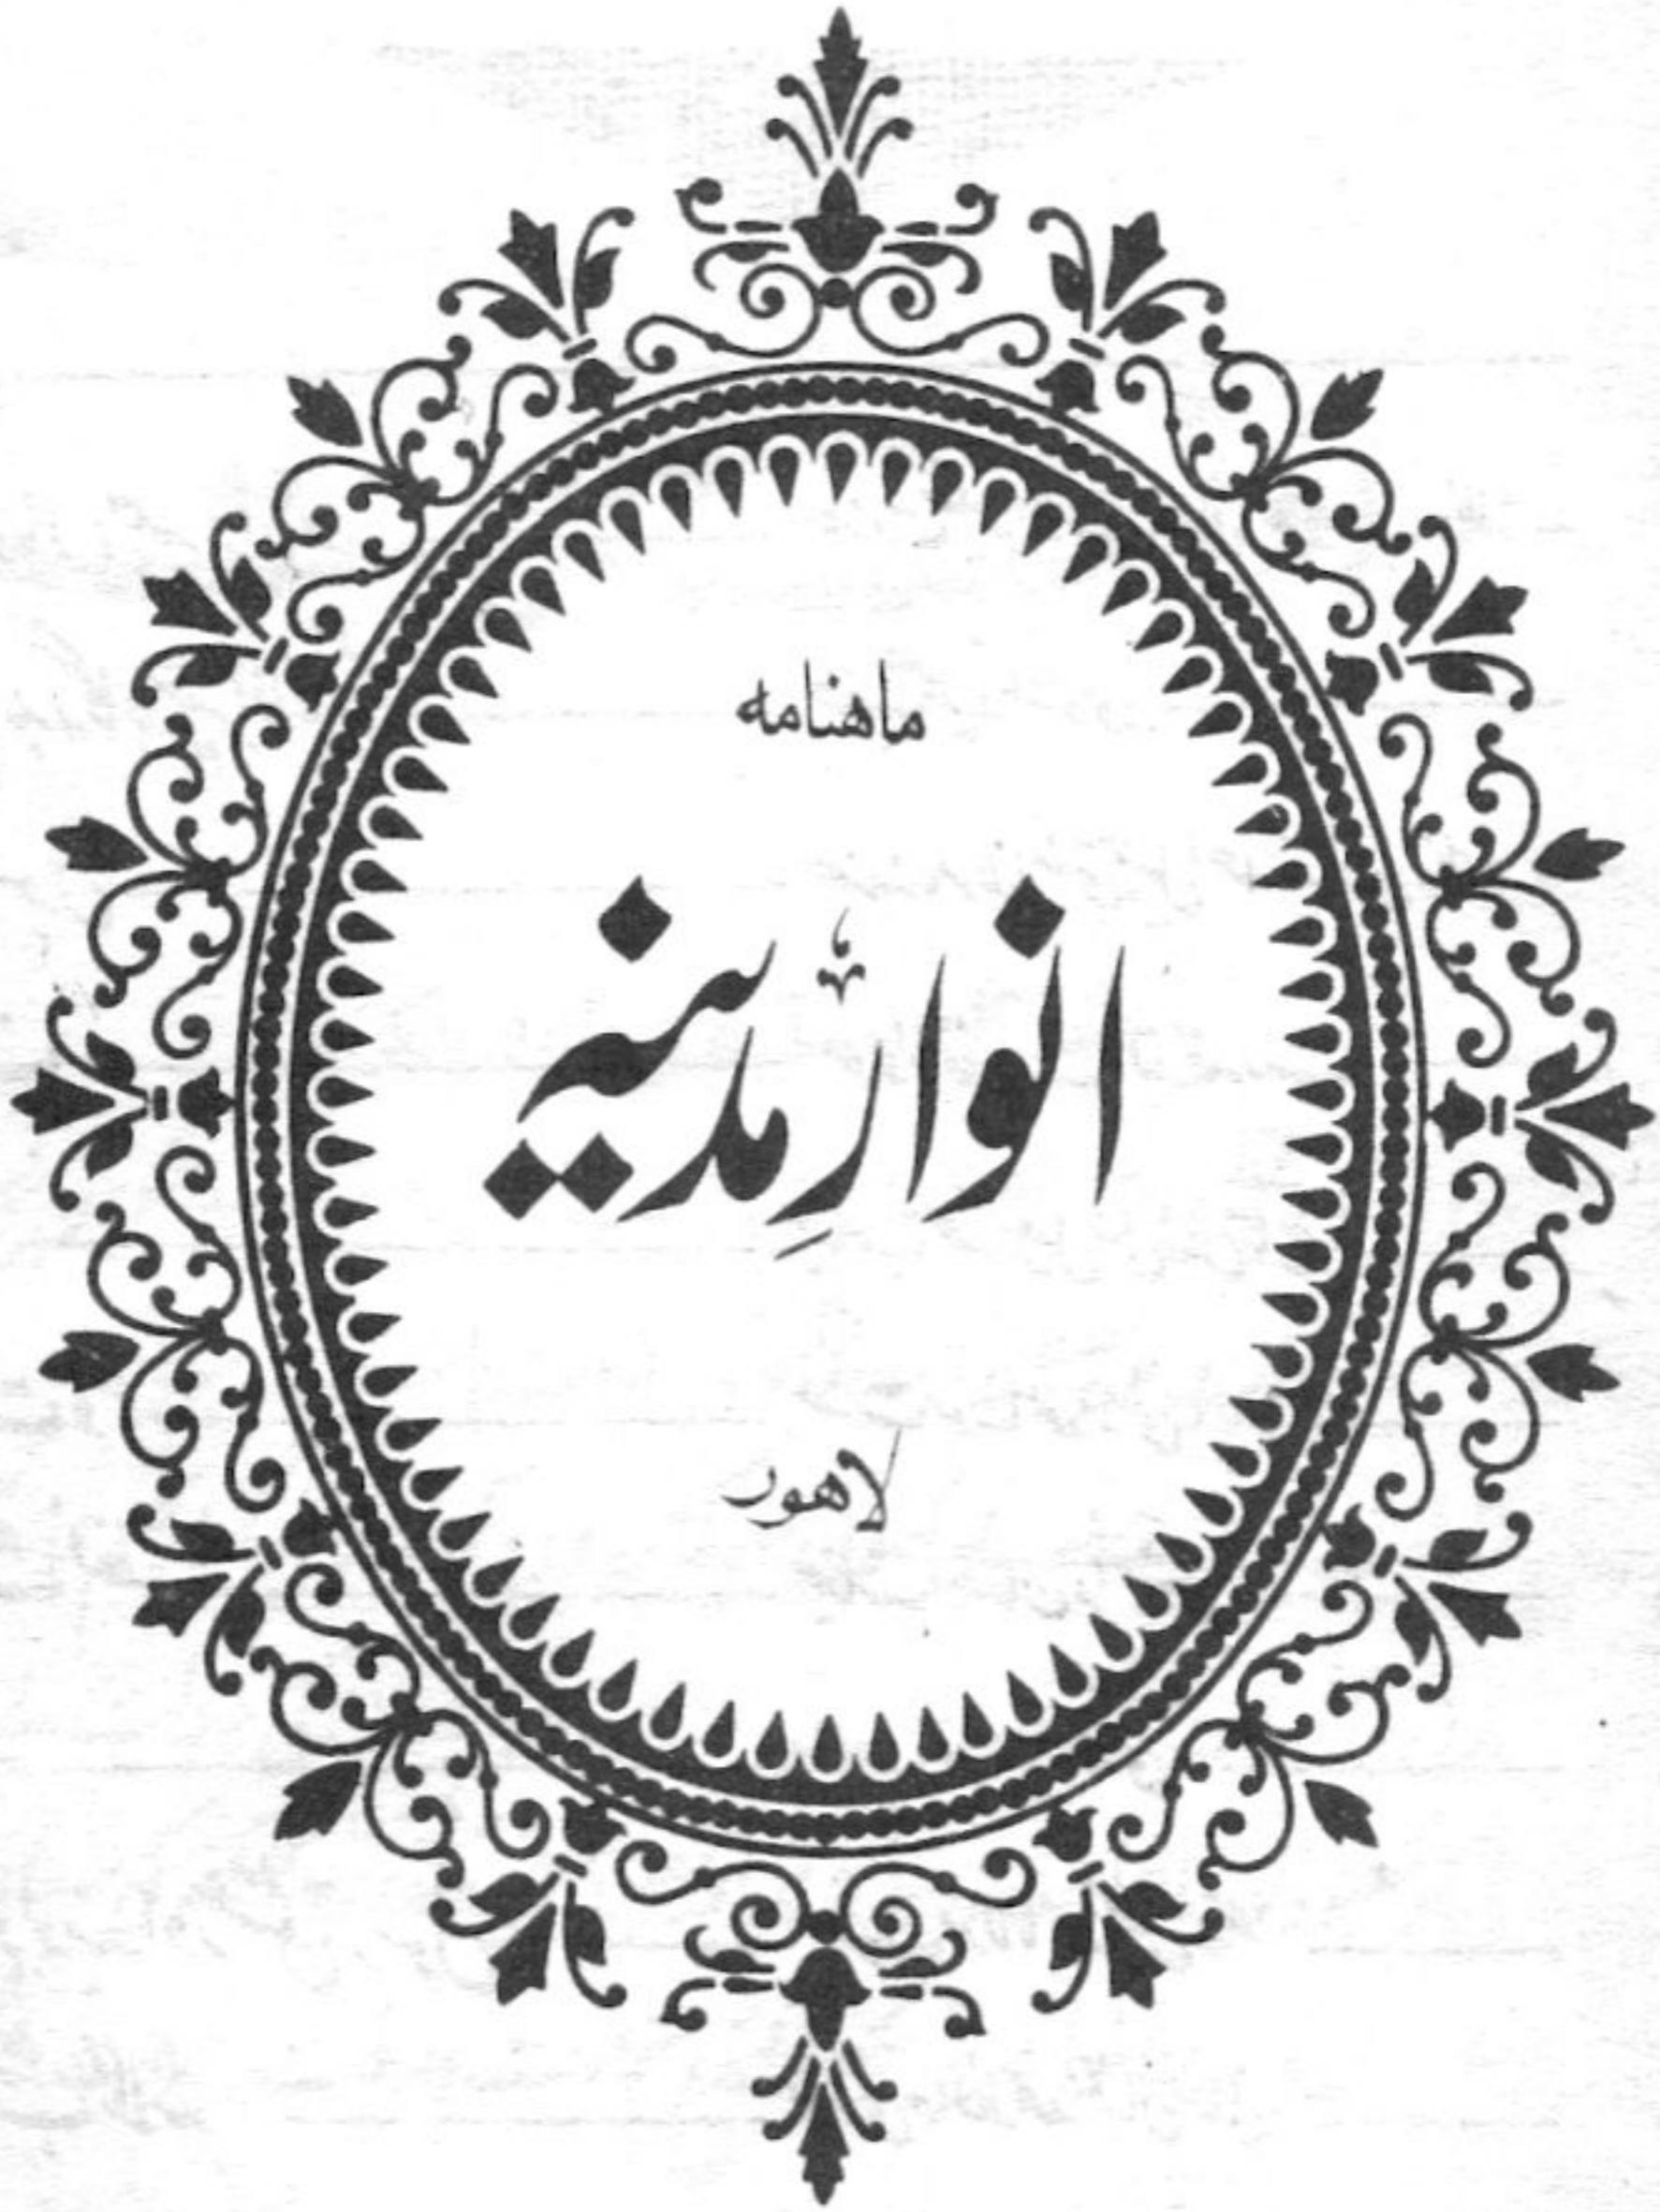 ماهنامه
انوارِ مدینہ
لاهور